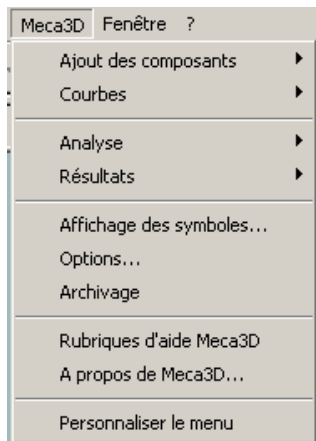 Meca3D Fenêtre ?
Ajout des composants
Courbes
Analyse
Résultats
Affichage des symboles...
Options...
Archivage
Rubriques d'aide Meca3D
A propos de Meca3D...
Personnaliser le menu